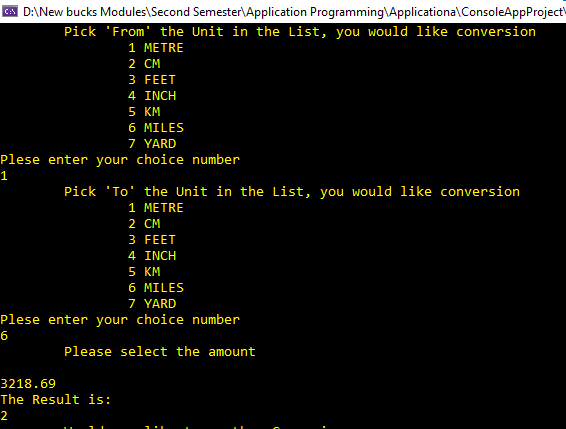 D:\New bucks Modules\Second Semester\Application Programming\Applicationa\ConsoleAppProject\
Pick 'From' the Unit in the List, you would like conversion
1 METRE
2 CM
3 FEET
4 INCH
5 KM
6 MILES
7 YARD
Plese enter your choice number
1
Pick 'To' the Unit in the List, you would like conversion
1 METRE
2 CM
3 FEET
4 INCH
5 KM
6 MILES
7 YARD
Plese enter your choice number
6
Please select the amount
3218.69
The Result is:
2